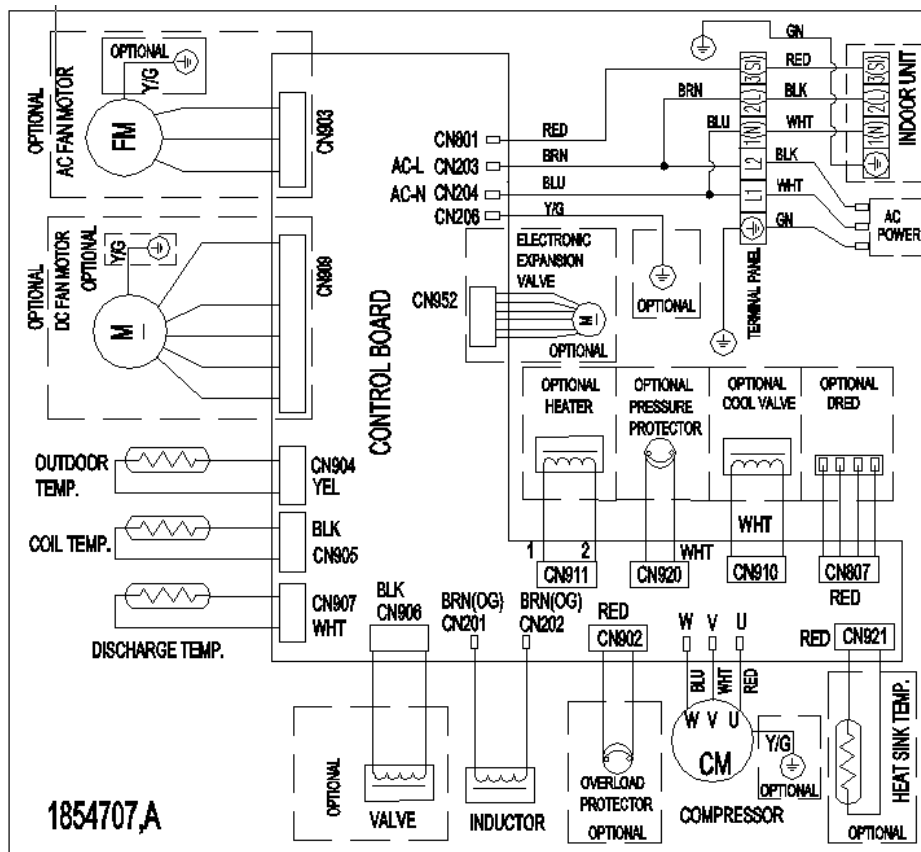 OPTIONAL
AC FAN MOTOR
OPTIONAL
Y/G
FM
CN903
OPTIONAL
DC FAN MOTOR
OPTIONAL
Y/G
M
CN909
CONTROL BOARD
OUTDOOR
TEMP.
CN904
YEL
COIL TEMP.
BLK
CN905
DISCHARGE TEMP.
CN907
WHT
CN801
RED
AC-L CN203
BRN
AC-N CN204
BLU
CN206
Y/G
OPTIONAL
ELECTRONIC
EXPANSION
VALVE
CN952
M
OPTIONAL
BRN
BLU
3(S)
2(L)
1(N)
L2
L1
TERMINAL PANEL
GN
RED
BLK
WHT
BLK
WHT
GN
3(S)
2(L)
1(N)
INDOOR UNIT
AC
POWER
OPTIONAL
HEATER
OPTIONAL
PRESSURE
PROTECTOR
OPTIONAL
COOL VALVE
OPTIONAL
DRED
1
2
WHT
WHT
CN911
CN920
CN910
CN807
RED
BLK
CN906
BRN(OG)
CN201
BRN(OG)
CN202
RED
CN902
W V U
BLU
WHT
RED
W V U
CM
Y/G
OPTIONAL
COMPRESSOR
RED
CN921
HEAT SINK TEMP.
OPTIONAL
OPTIONAL
VALVE
INDUCTOR
OVERLOAD
PROTECTOR
OPTIONAL
1854707,A